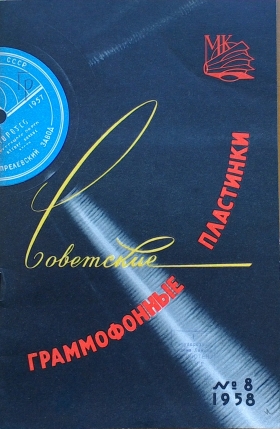 МК
СССР
1957
АПРЕЛЕВСКИЙ ЗАВОД
Советские
ГРАММОФОННЫЕ
ПЛАСТИНКИ
№ 8
1958